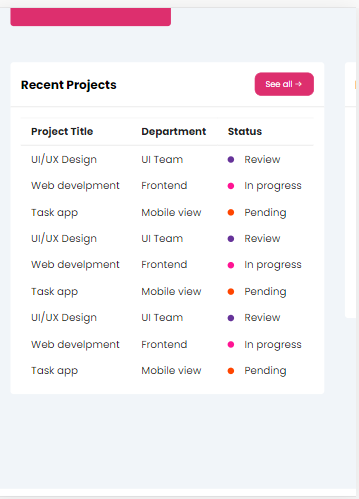 Recent Projects See all →
Project Title Department Status
UI/UX Design UI Team Review
Web develpment Frontend In progress
Task app Mobile view Pending
UI/UX Design UI Team Review
Web develpment Frontend In progress
Task app Mobile view Pending
UI/UX Design UI Team Review
Web develpment Frontend In progress
Task app Mobile view Pending